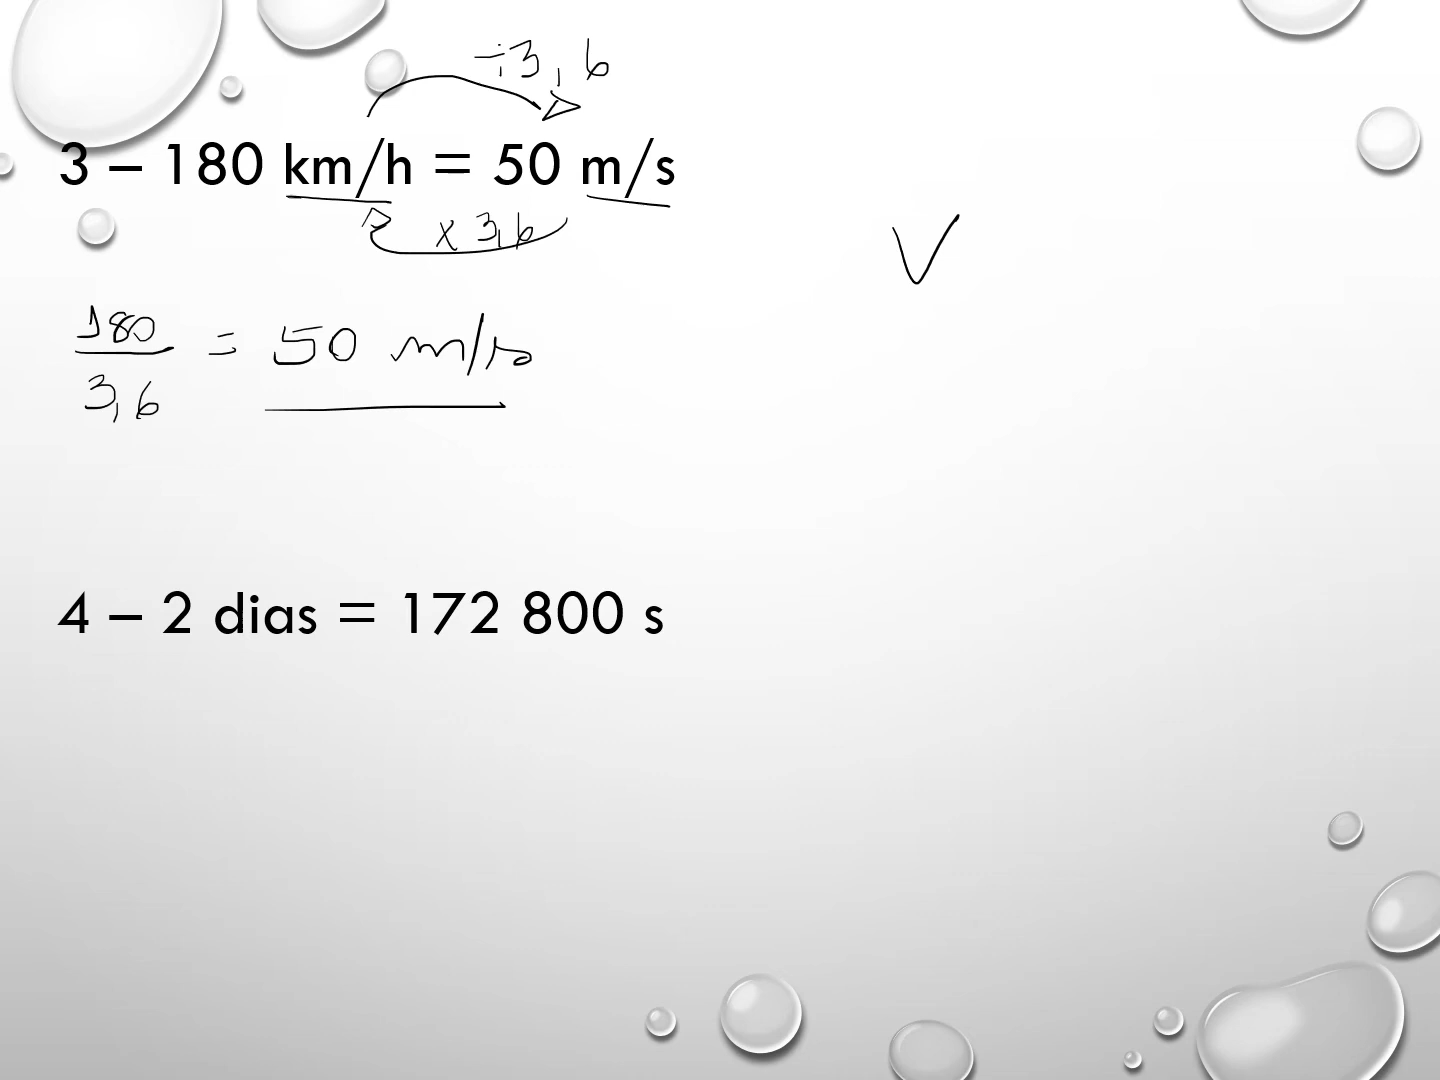 ÷3,6
3 – 180 km/h = 50 m/s
x 3,6
V
180
3,6
= 50 m/s
4 – 2 dias = 172 800 s